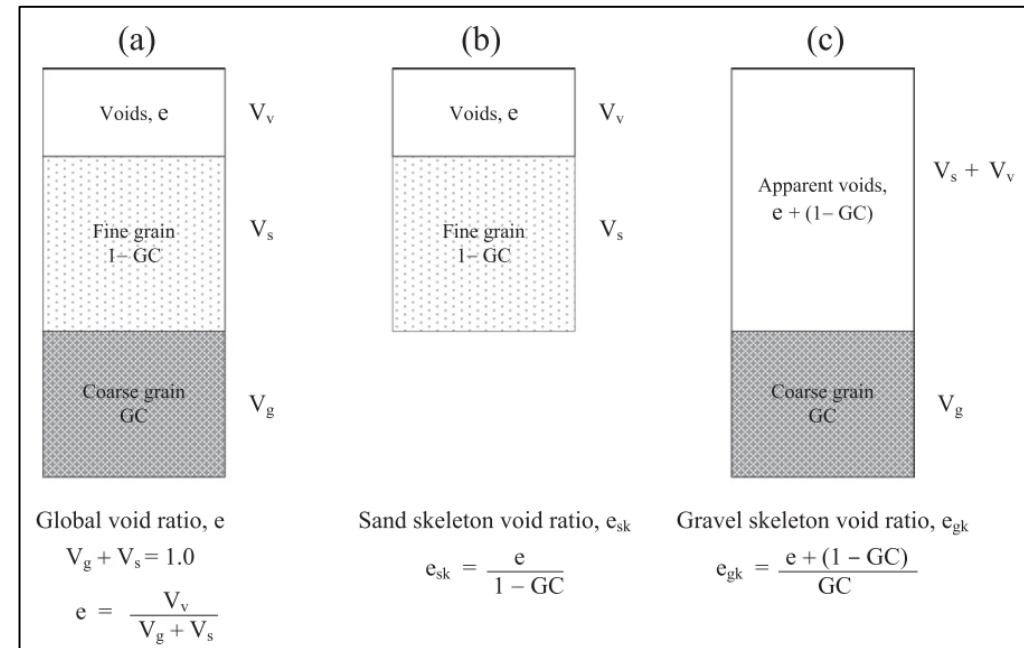 (a)
Voids, e
V_v
Fine grain
1– GC
V_s
Coarse grain
GC
V_g
Global void ratio, e
V_g + V_s = 1.0
e = V_v / (V_g + V_s)
(b)
Voids, e
V_v
Fine grain
1– GC
V_s
Sand skeleton void ratio, e_sk
e_sk = e / (1 – GC)
(c)
Apparent voids,
e + (1– GC)
V_s + V_v
Coarse grain
GC
V_g
Gravel skeleton void ratio, e_gk
e_gk = (e + (1 – GC)) / GC